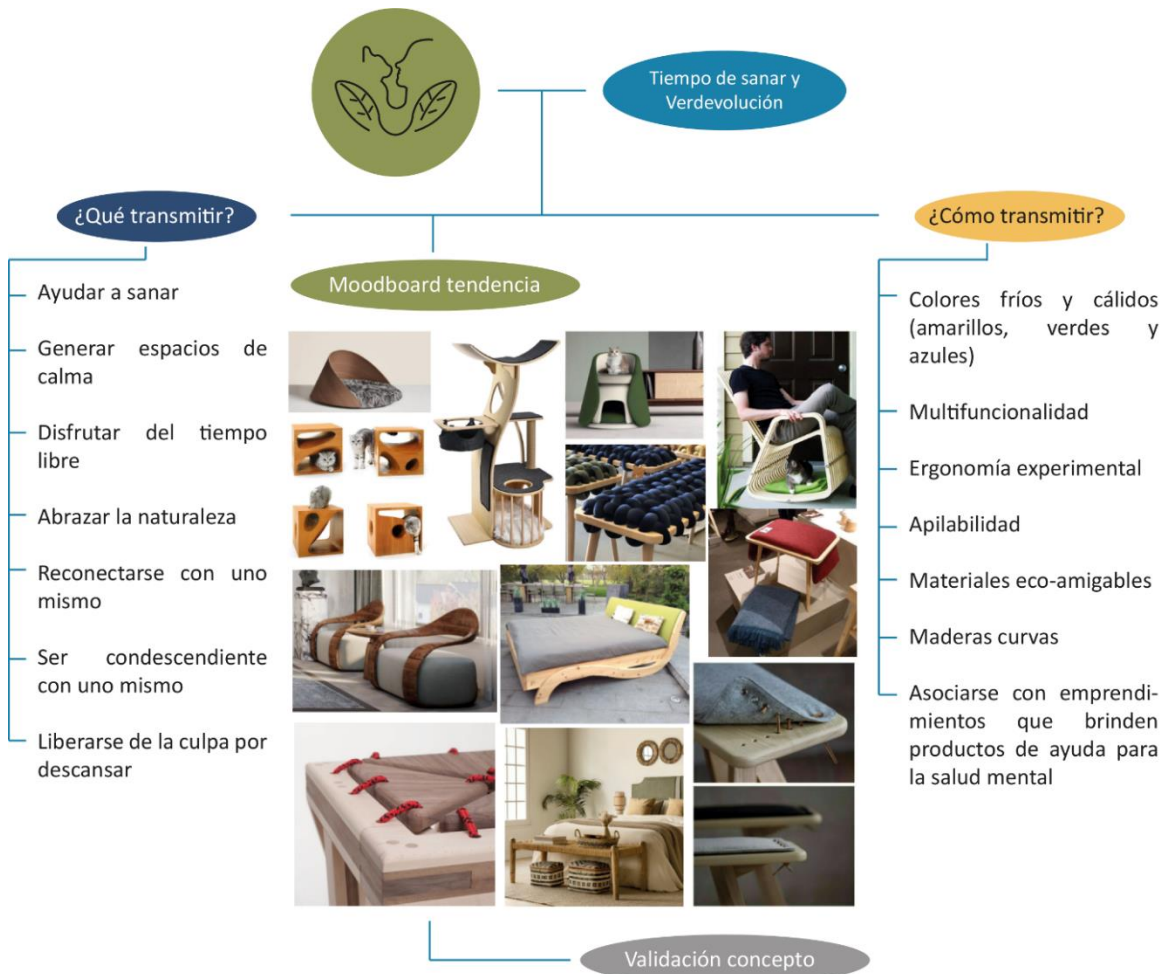 Tiempo de sanar y
Verdevolución
¿Qué transmitir?
Ayudar a sanar
Generar espacios de
calma
Disfrutar del tiempo
libre
Abrazar la naturaleza
Reconectarse con uno
mismo
Ser condescendiente
con uno mismo
Liberarse de la culpa por
descansar
Moodboard tendencia
¿Cómo transmitir?
Colores fríos y cálidos
(amarillos, verdes y
azules)
Multifuncionalidad
Ergonomía experimental
Apilabilidad
Materiales eco-amigables
Maderas curvas
Asociarse con emprendi-
mientos que brinden
productos de ayuda para
la salud mental
Validación concepto